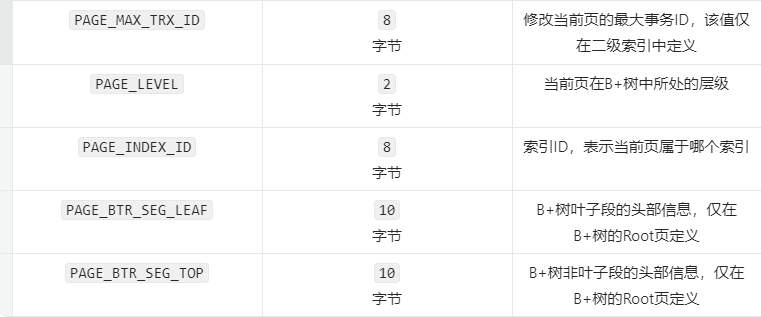 PAGE_MAX_TRX_ID
8
字节
修改当前页的最大事务ID，该值仅
在二级索引中定义
PAGE_LEVEL
2
字节
当前页在B+树中所处的层级
PAGE_INDEX_ID
8
字节
索引ID，表示当前页属于哪个索引
PAGE_BTR_SEG_LEAF
10
字节
B+树叶子段的头部信息，仅在
B+树的Root页定义
PAGE_BTR_SEG_TOP
10
字节
B+树非叶子段的头部信息，仅在
B+树的Root页定义